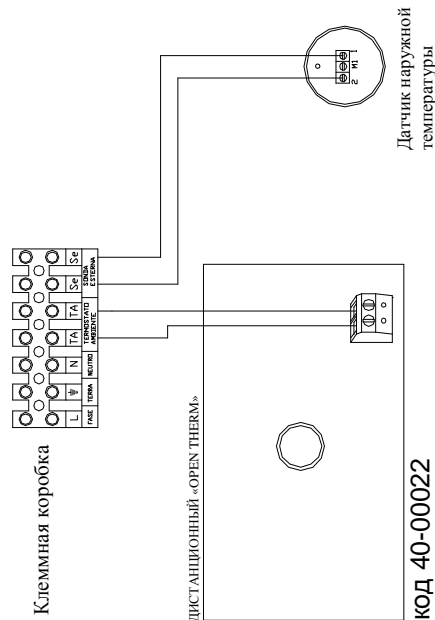 Клеммная коробка
L
⏚
N
TA
TA
Se
Se
FASE
TERRA
NEUTRO
TERMOSTATO
AMBIENTE
SONDA
ESTERNA
2 M1 1
Датчик наружной
температуры
ДИСТАНЦИОННЫЙ «OPEN THERM»
код 40-00022